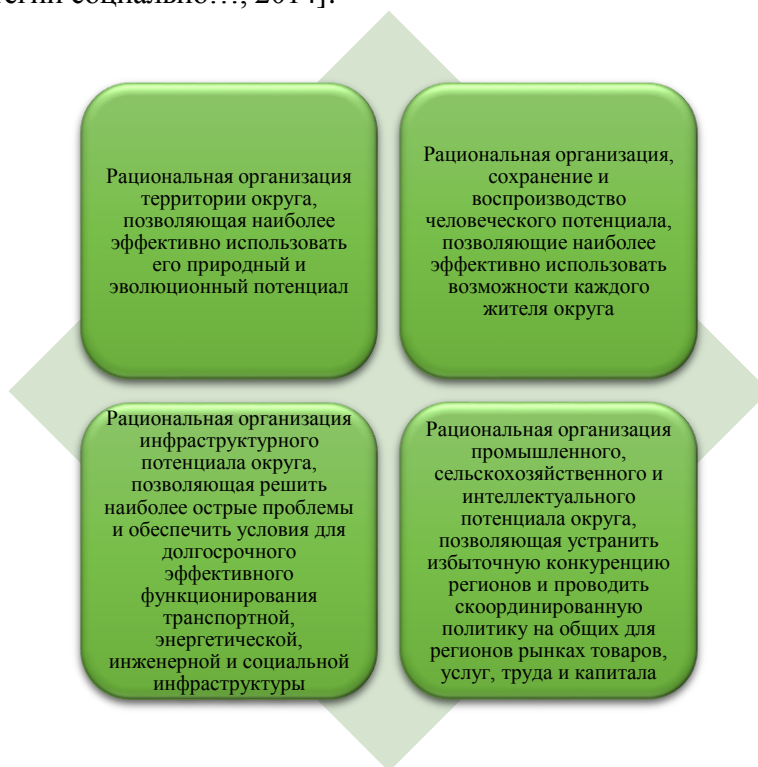 социально…, 2014].
Рациональная организация
территории округа,
позволяющая наиболее
эффективно использовать
его природный и
эволюционный потенциал
Рациональная организация,
сохранение и
воспроизводство
человеческого потенциала,
позволяющие наиболее
эффективно использовать
возможности каждого
жителя округа
Рациональная организация
инфраструктурного
потенциала округа,
позволяющая решить
наиболее острые проблемы
и обеспечить условия для
долгосрочного
эффективного
функционирования
транспортной,
энергетической,
инженерной и социальной
инфраструктуры
Рациональная организация
промышленного,
сельскохозяйственного и
интеллектуального
потенциала округа,
позволяющая устранить
избыточную конкуренцию
регионов и проводить
скоординированную
политику на общих для
регионов рынках товаров,
услуг, труда и капитала